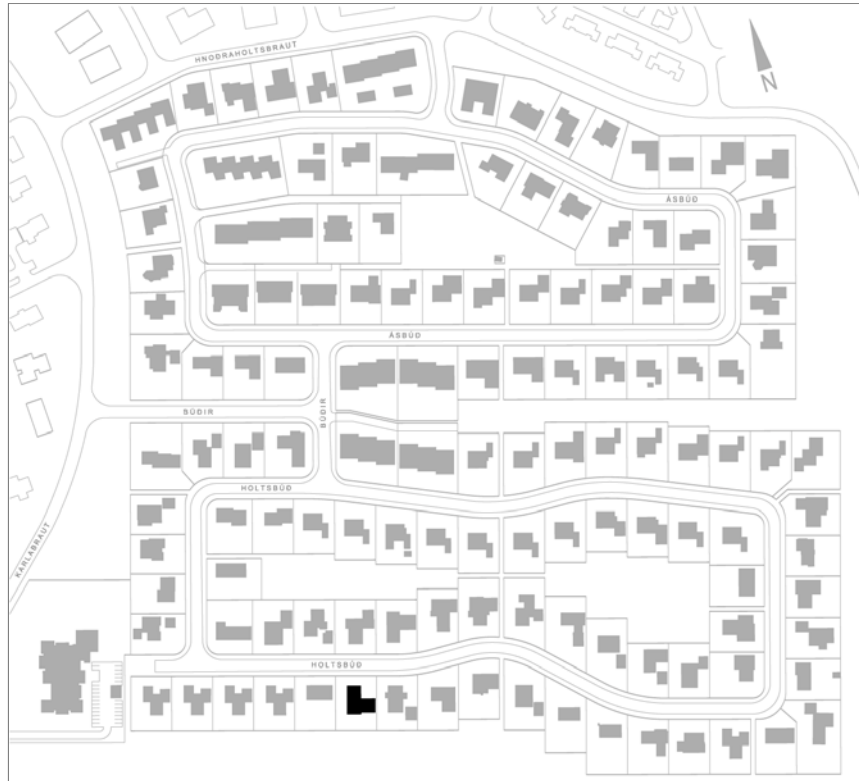 HNOÐRAHOLTSBRAUT
N
ÁSBÚÐ
ÁSBÚÐ
BÚÐIR
BÚÐIR
HOLTSBÚÐ
KARLABRAUT
HOLTSBÚÐ